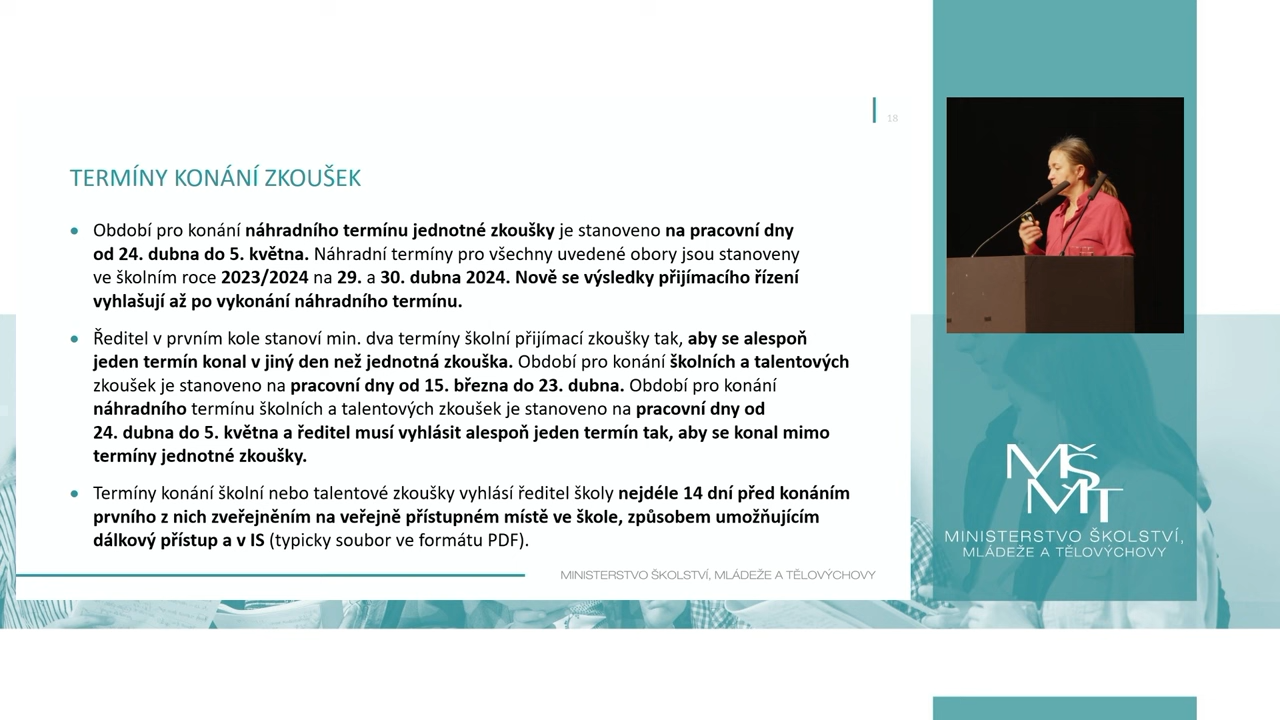 18
TERMÍNY KONÁNÍ ZKOUŠEK
• Období pro konání náhradního termínu jednotné zkoušky je stanoveno na pracovní dny
od 24. dubna do 5. května. Náhradní termíny pro všechny uvedené obory jsou stanoveny
ve školním roce 2023/2024 na 29. a 30. dubna 2024. Nově se výsledky přijímacího řízení
vyhlašují až po vykonání náhradního termínu.
• Ředitel v prvním kole stanoví min. dva termíny školní přijímací zkoušky tak, aby se alespoň
jeden termín konal v jiný den než jednotná zkouška. Období pro konání školních a talentových
zkoušek je stanoveno na pracovní dny od 15. března do 23. dubna. Období pro konání
náhradního termínu školních a talentových zkoušek je stanoveno na pracovní dny od
24. dubna do 5. května a ředitel musí vyhlásit alespoň jeden termín tak, aby se konal mimo
termíny jednotné zkoušky.
• Termíny konání školní nebo talentové zkoušky vyhlásí ředitel školy nejdéle 14 dní před konáním
prvního z nich zveřejněním na veřejně přístupném místě ve škole, způsobem umožňujícím
dálkový přístup a v IS (typicky soubor ve formátu PDF).
MINISTERSTVO ŠKOLSTVÍ, MLÁDEŽE A TĚLOVÝCHOVY
MŠ
MT
MINISTERSTVO ŠKOLSTVÍ,
MLÁDEŽE A TĚLOVÝCHOVY